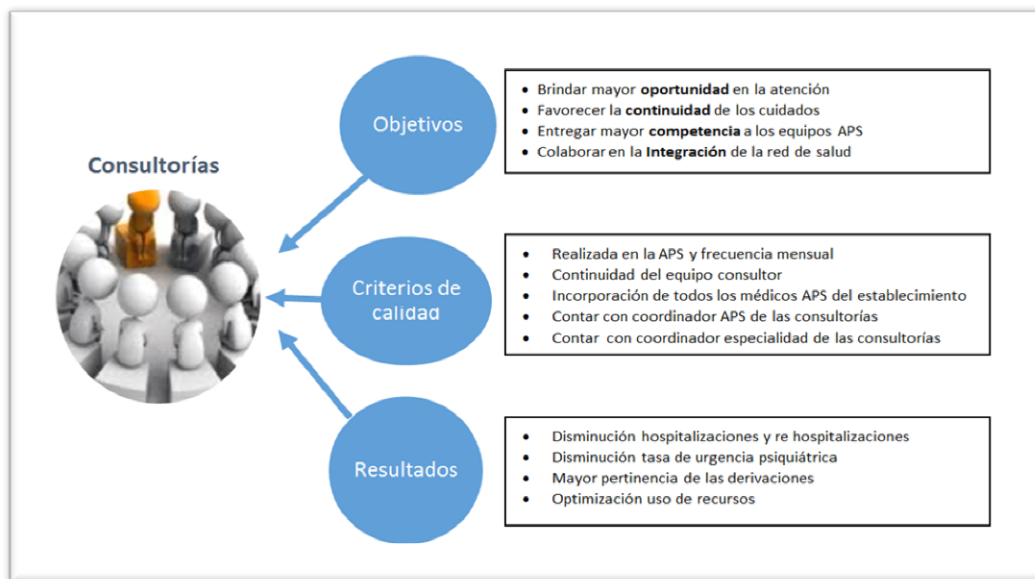 Consultorías
Objetivos
• Brindar mayor oportunidad en la atención
• Favorecer la continuidad de los cuidados
• Entregar mayor competencia a los equipos APS
• Colaborar en la Integración de la red de salud
Criterios de
calidad
• Realizada en la APS y frecuencia mensual
• Continuidad del equipo consultor
• Incorporación de todos los médicos APS del establecimiento
• Contar con coordinador APS de las consultorías
• Contar con coordinador especialidad de las consultorías
Resultados
• Disminución hospitalizaciones y re hospitalizaciones
• Disminución tasa de urgencia psiquiátrica
• Mayor pertinencia de las derivaciones
• Optimización uso de recursos